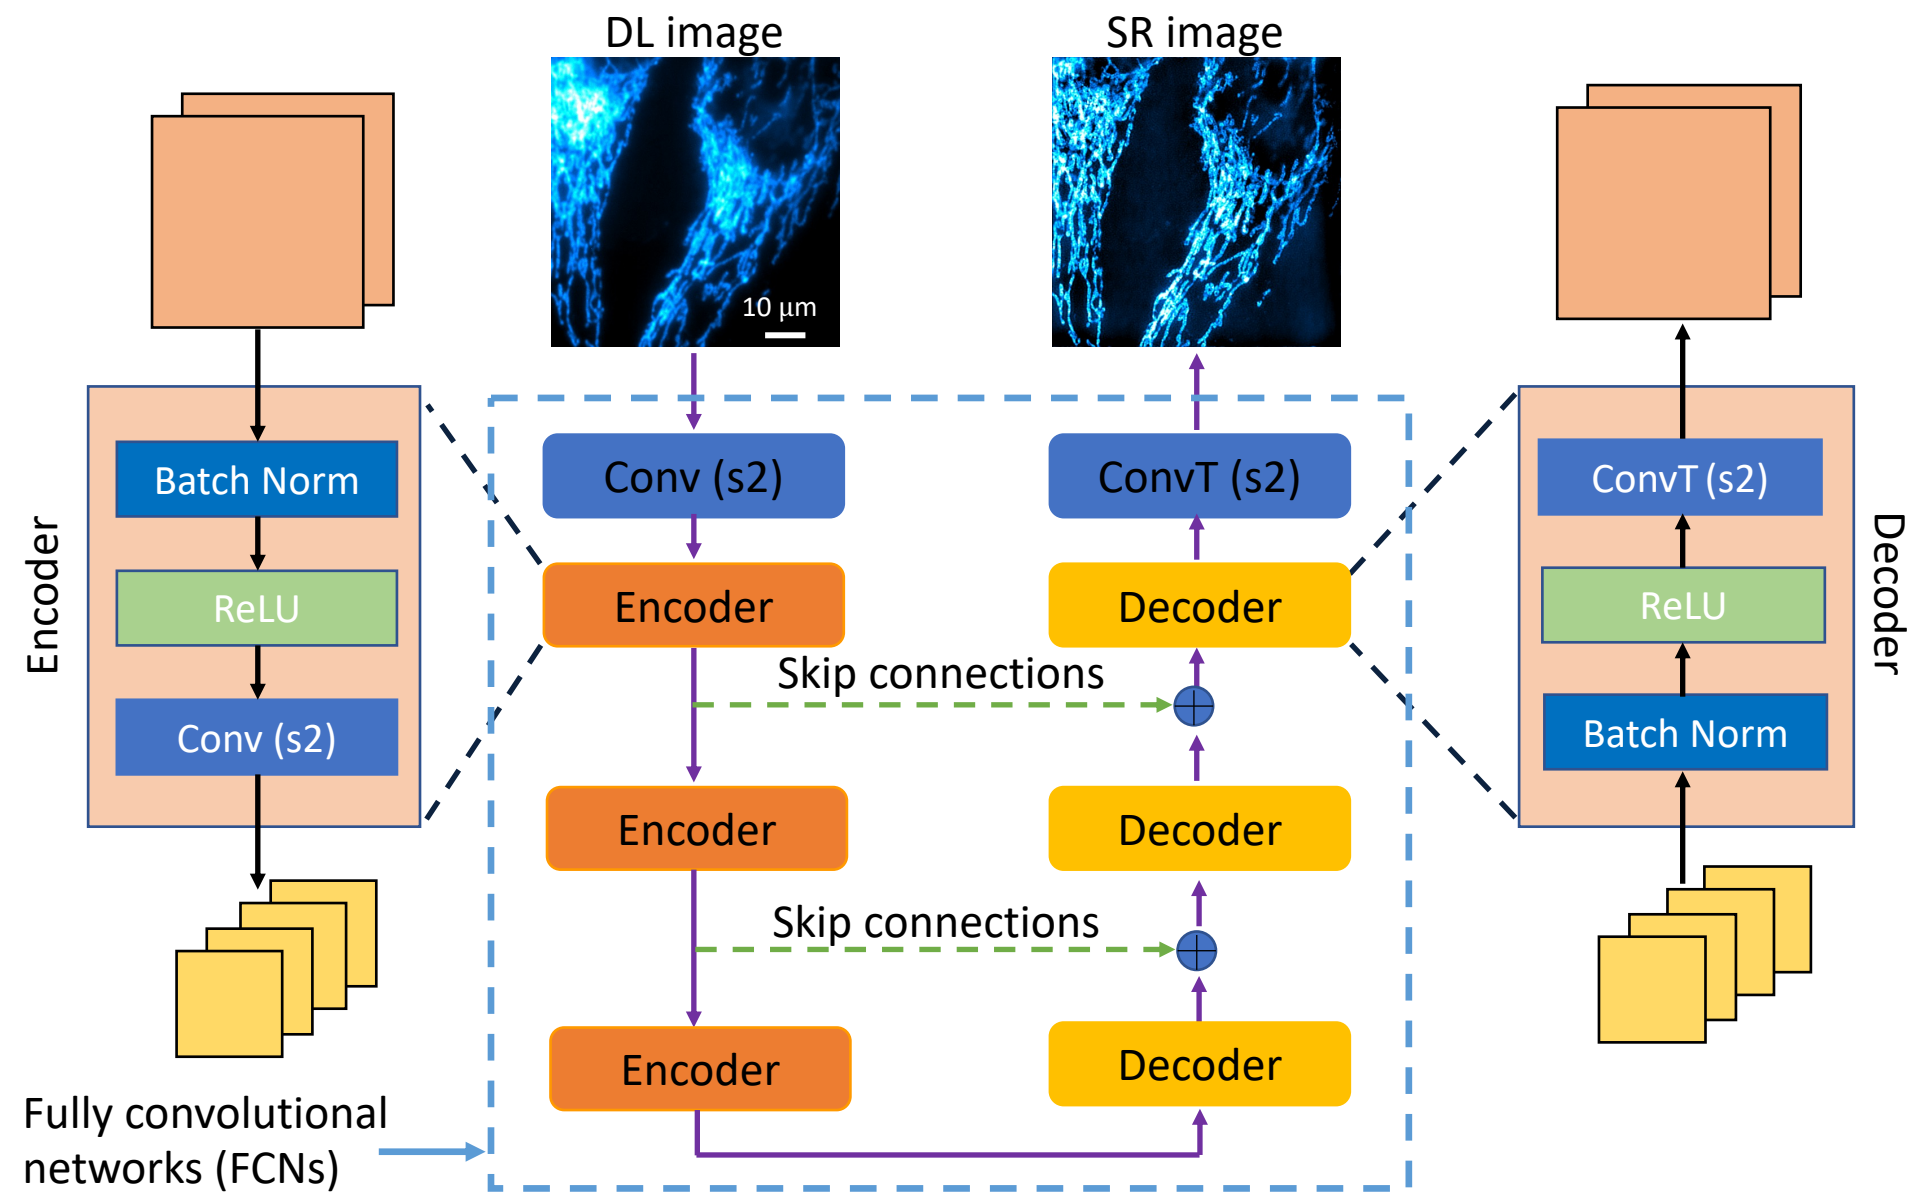 DL image
SR image
10 μm
Encoder
Batch Norm
ReLU
Conv (s2)
Conv (s2)
Encoder
Skip connections
Encoder
Skip connections
Encoder
ConvT (s2)
Decoder
Decoder
Decoder
ConvT (s2)
ReLU
Batch Norm
Decoder
Fully convolutional
networks (FCNs)